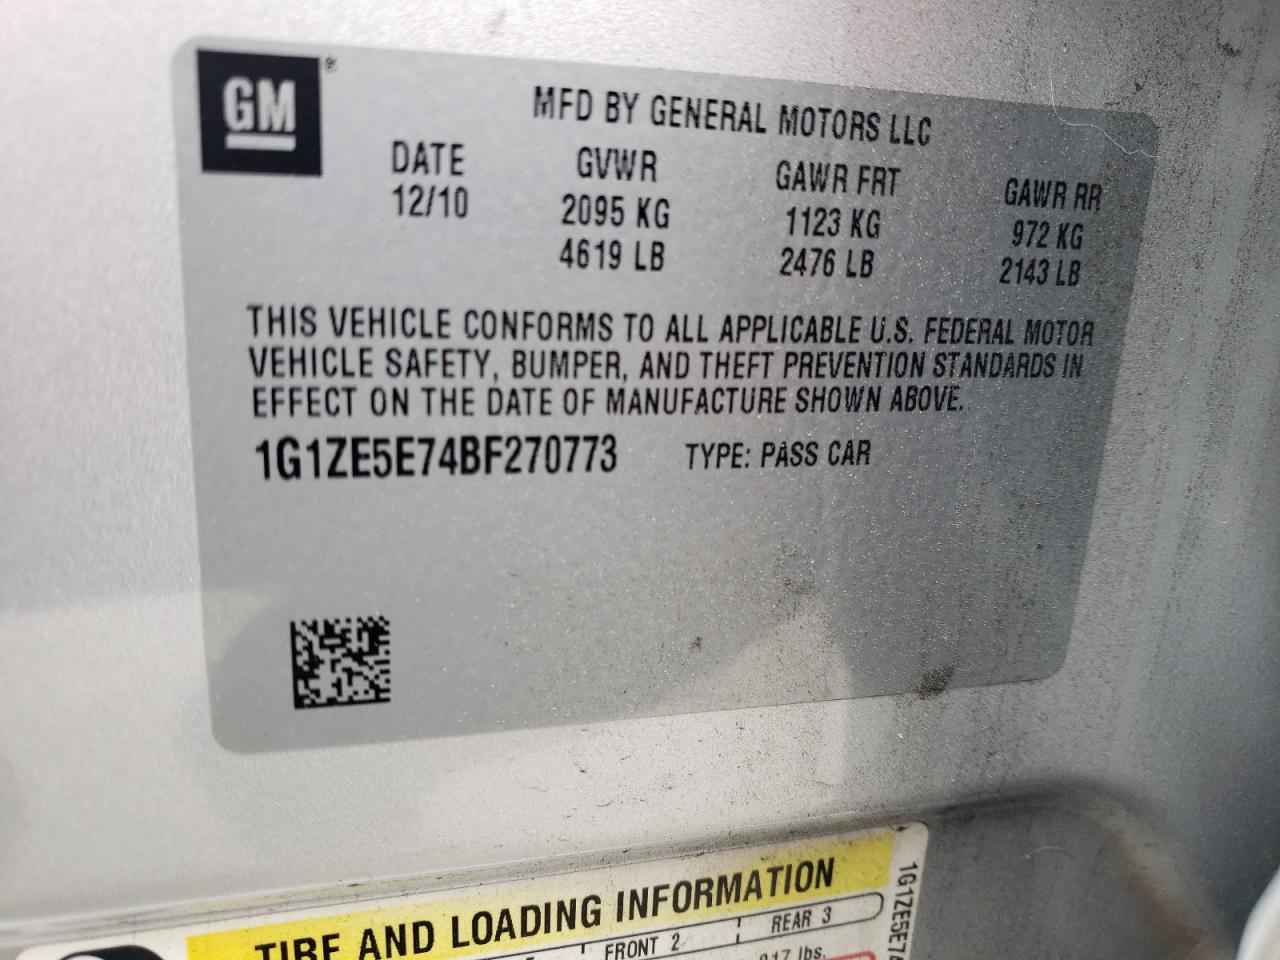 GM®
MFD BY GENERAL MOTORS LLC
DATE GVWR GAWR FRT GAWR RR
12/10 2095 KG 1123 KG 972 KG
4619 LB 2476 LB 2143 LB
THIS VEHICLE CONFORMS TO ALL APPLICABLE U.S. FEDERAL MOTOR
VEHICLE SAFETY, BUMPER, AND THEFT PREVENTION STANDARDS IN
EFFECT ON THE DATE OF MANUFACTURE SHOWN ABOVE.
1G1ZE5E74BF270773 TYPE: PASS CAR
TIRE AND LOADING INFORMATION
FRONT 2 REAR 3
917 lbs.
1G1ZE5E74